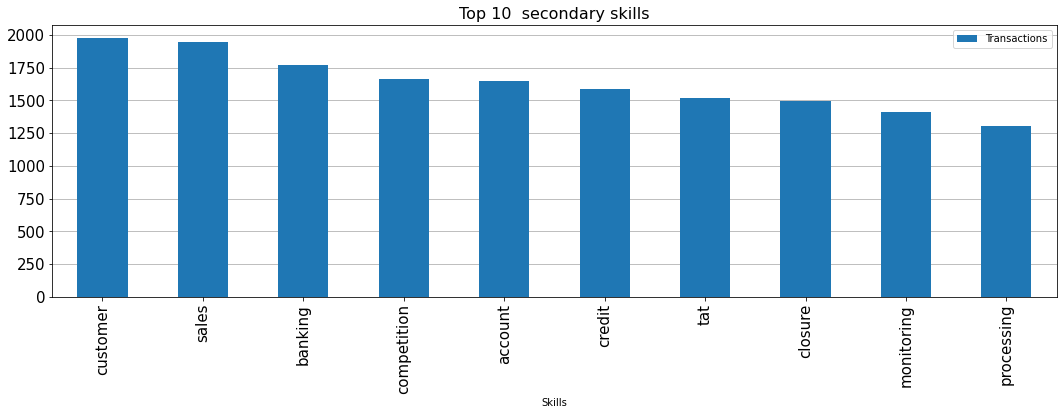 Top 10  secondary skills
Transactions
2000
1750
1500
1250
1000
750
500
250
0
customer
sales
banking
competition
account
credit
tat
closure
monitoring
processing
Skills